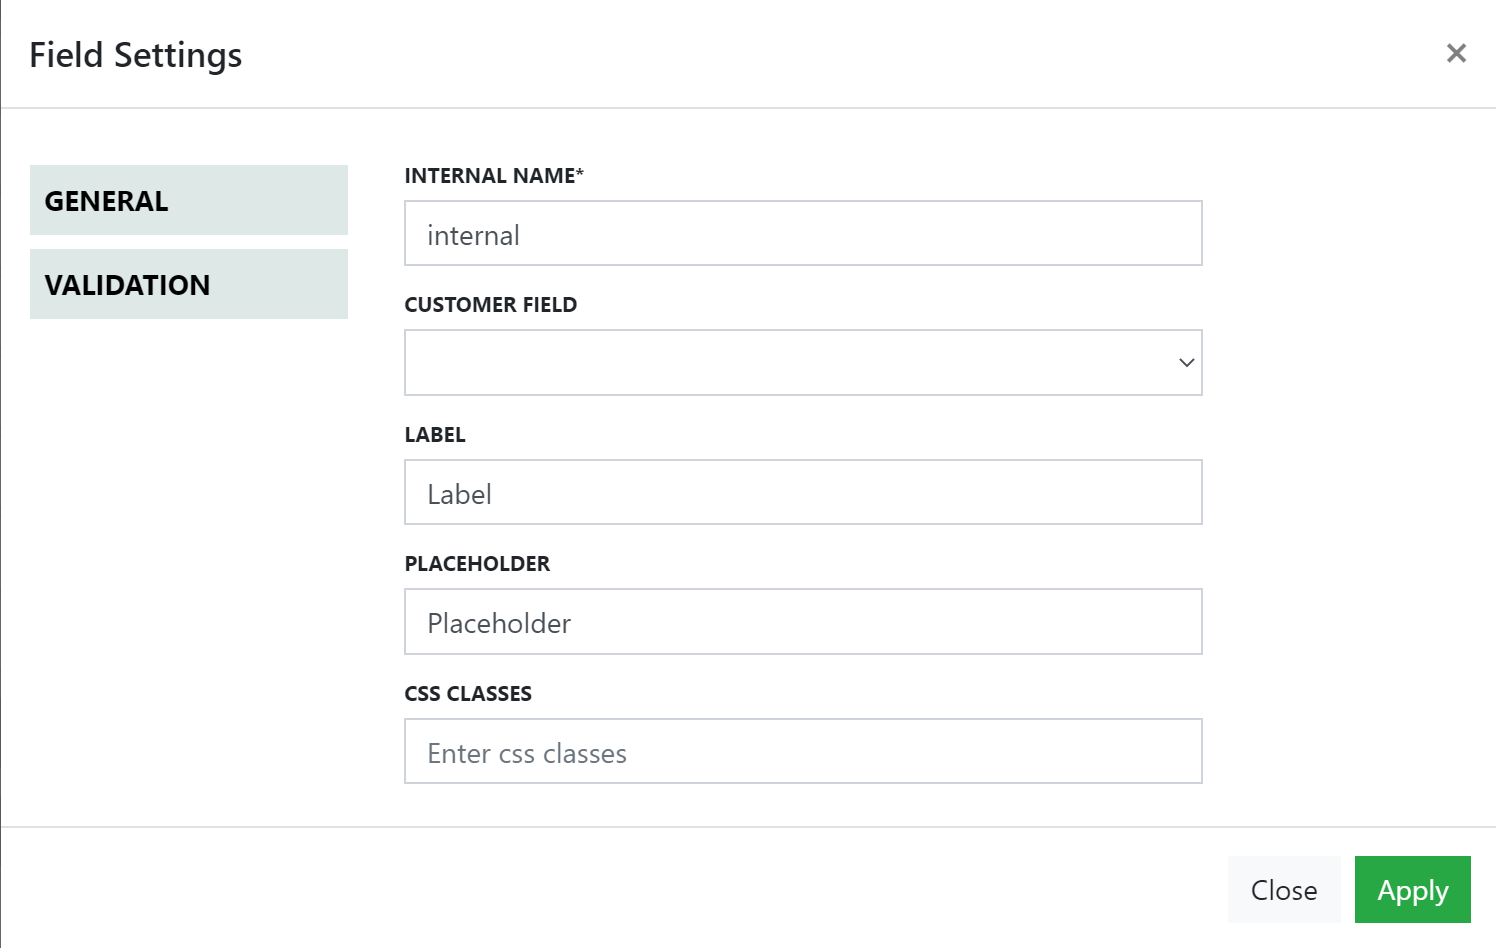 Field Settings
GENERAL
VALIDATION
INTERNAL NAME*
internal
CUSTOMER FIELD
LABEL
Label
PLACEHOLDER
Placeholder
CSS CLASSES
Enter css classes
Close
Apply